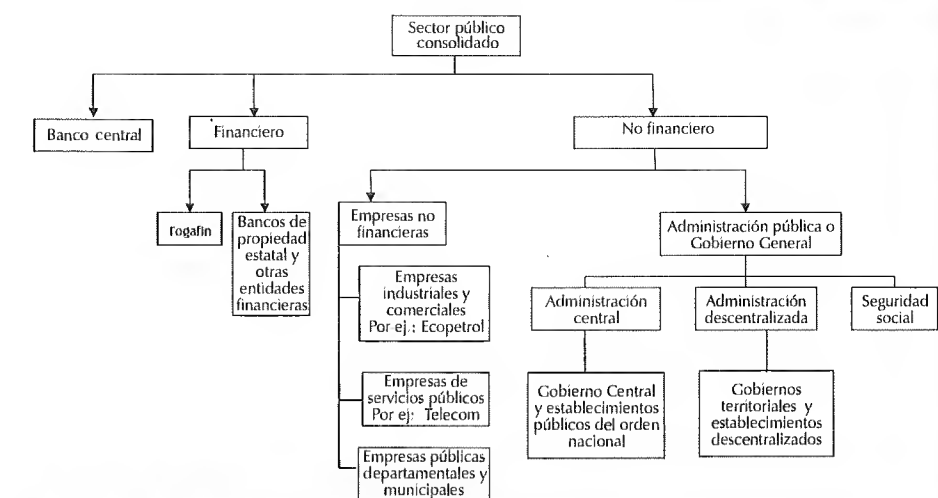 Sector público
consolidado
Banco central
Financiero
No financiero
Fogafin
Bancos de
propiedad
estatal y
otras
entidades
financieras
Empresas no
financieras
Empresas
industriales y
comerciales
Por ej.: Ecopetrol
Empresas de
servicios públicos
Por ej: Telecom
Empresas públicas
departamentales y
municipales
Administración pública o
Gobierno General
Administración
central
Administración
descentralizada
Seguridad
social
Gobierno Central
y establecimientos
públicos del orden
nacional
Gobiernos
territoriales y
establecimientos
descentralizados